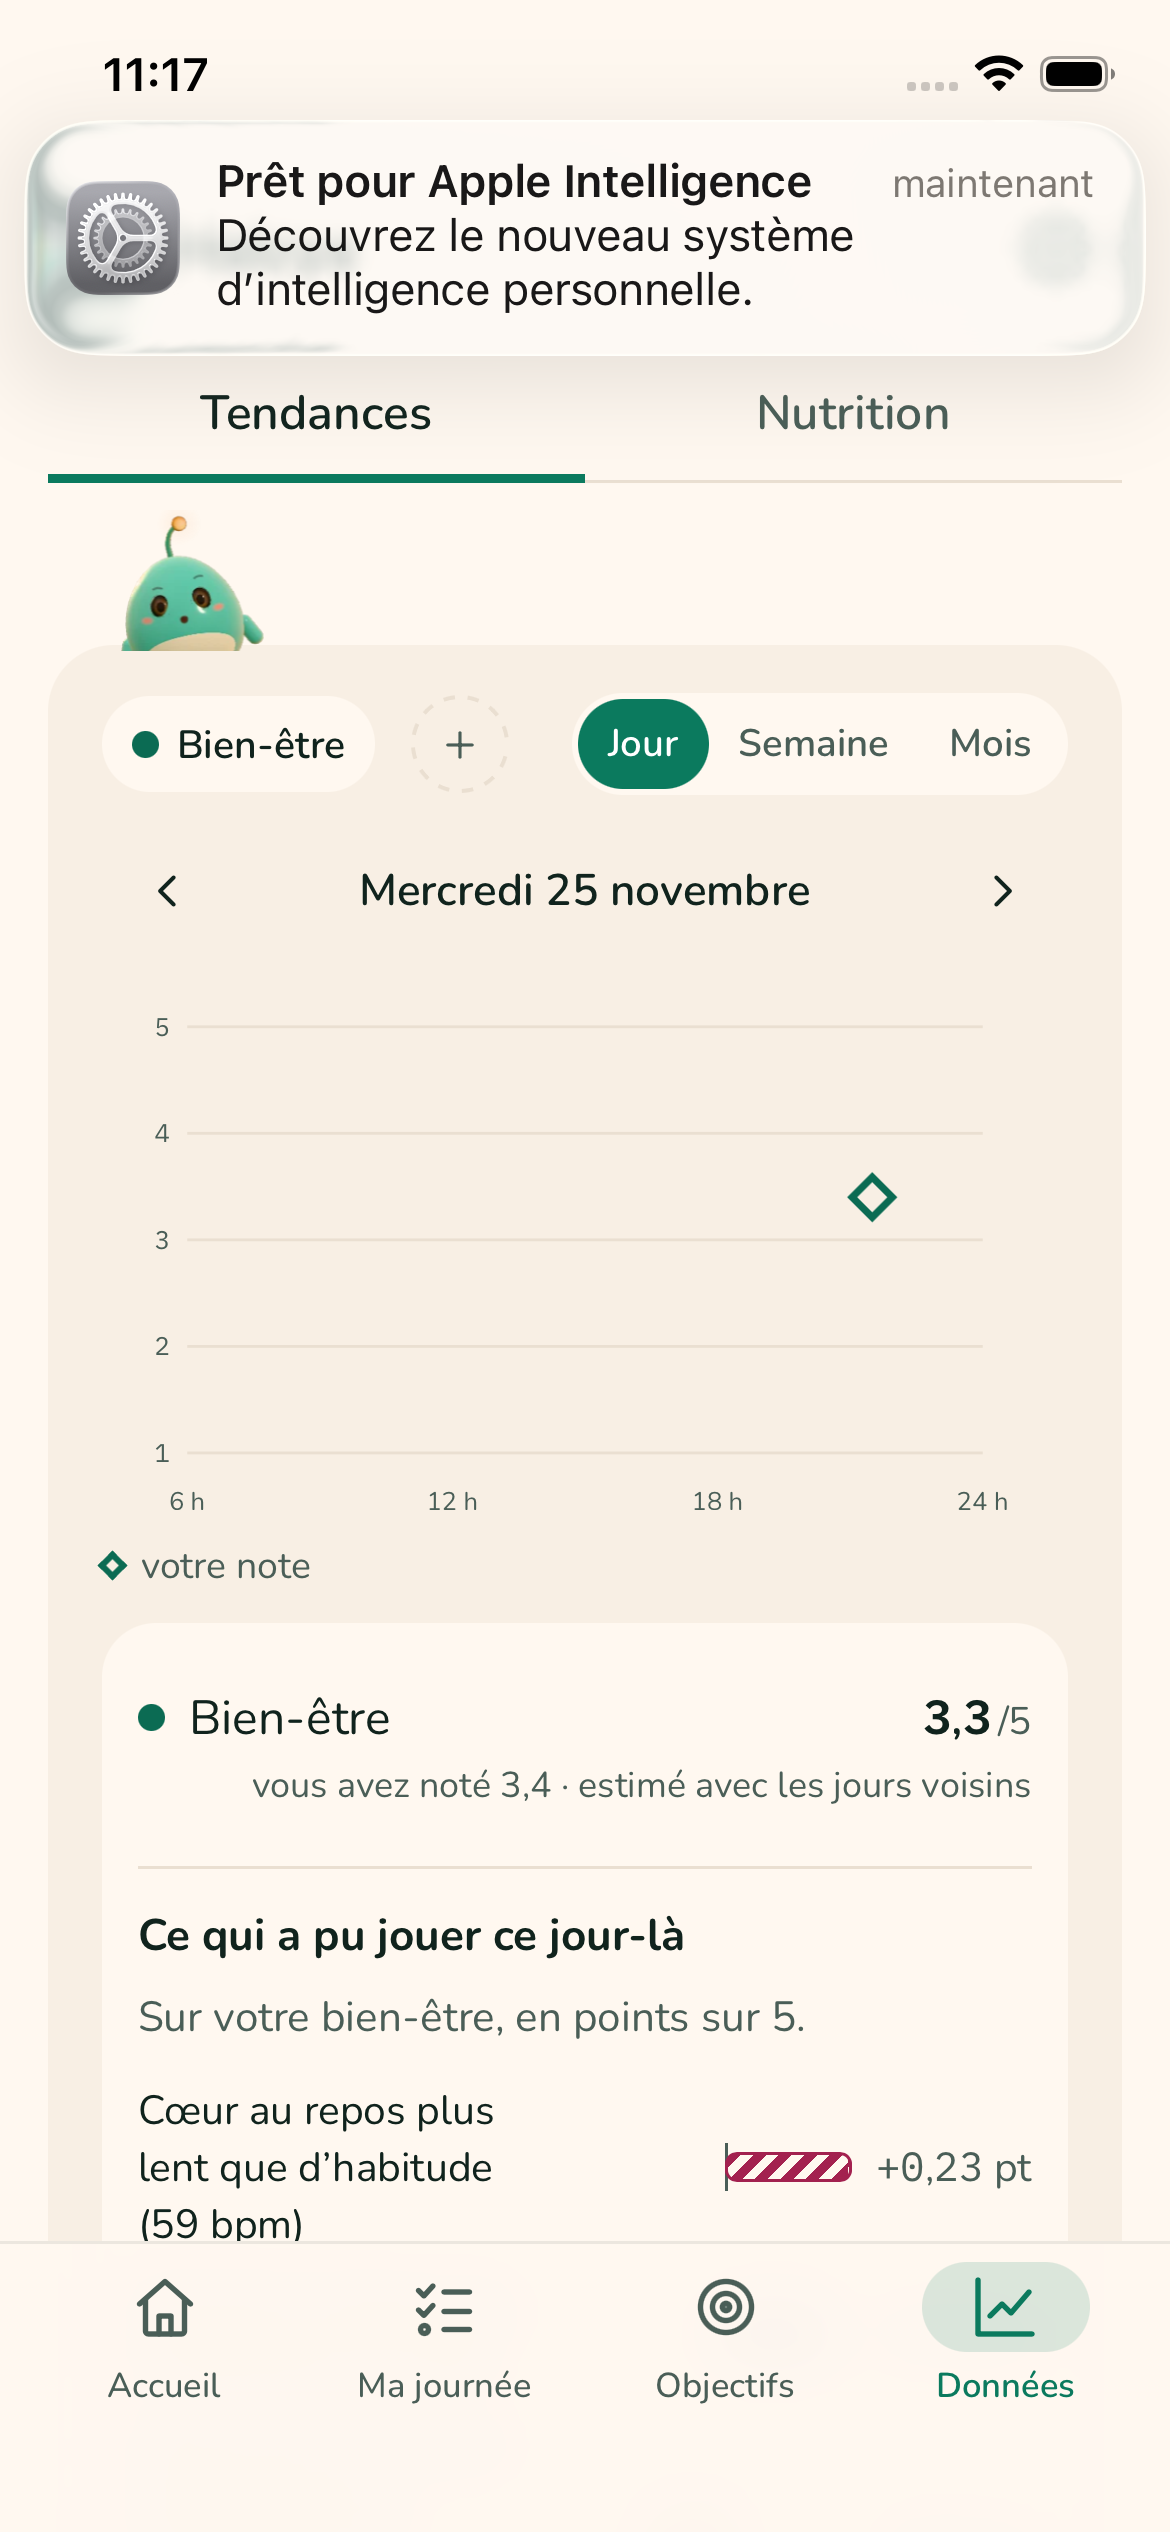 11:17
Prêt pour Apple Intelligence
maintenant
Découvrez le nouveau système
d’intelligence personnelle.
Tendances
Nutrition
Bien-être
+
Jour
Semaine
Mois
Mercredi 25 novembre
5
4
3
2
1
6 h
12 h
18 h
24 h
votre note
Bien-être
3,3 /5
vous avez noté 3,4 · estimé avec les jours voisins
Ce qui a pu jouer ce jour-là
Sur votre bien-être, en points sur 5.
Cœur au repos plus
lent que d’habitude
(59 bpm)
+0,23 pt
Accueil
Ma journée
Objectifs
Données